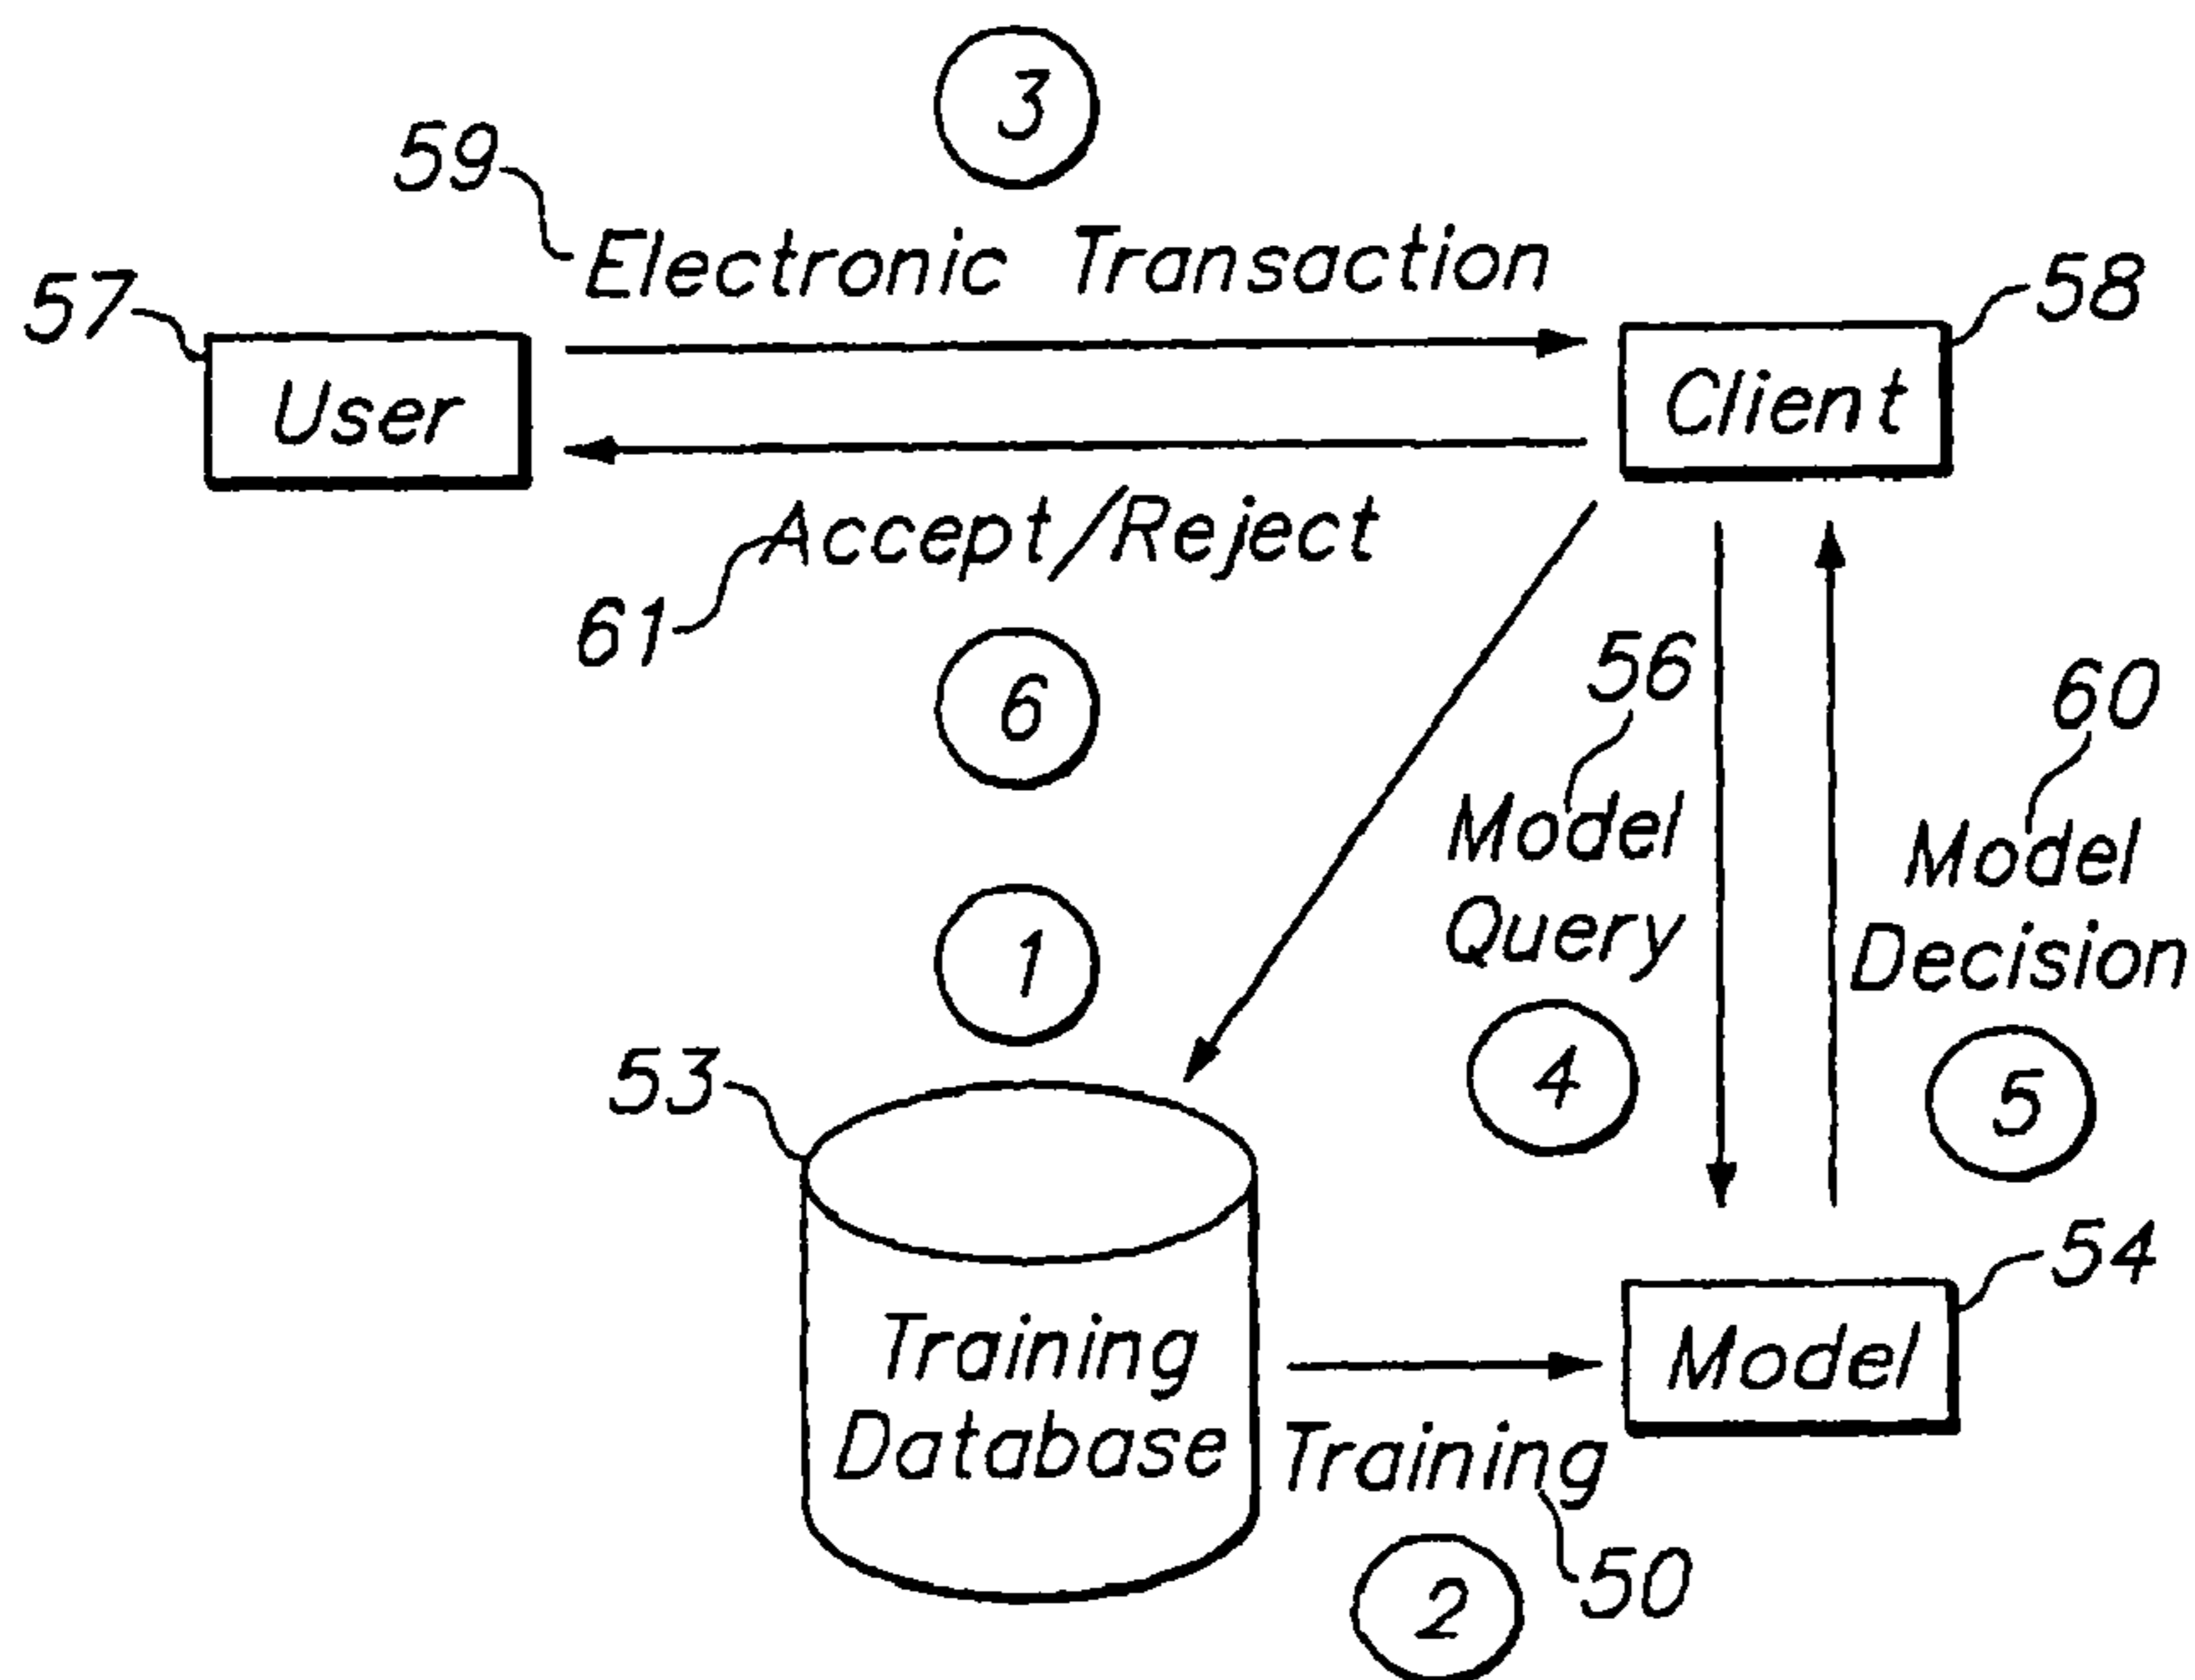 3
59
Electronic Transaction
57
58
User
Client
Accept/Reject
61
56
60
6
Model
Query
Model
Decision
1
4
5
53
54
Training
Database
Model
Training
50
2